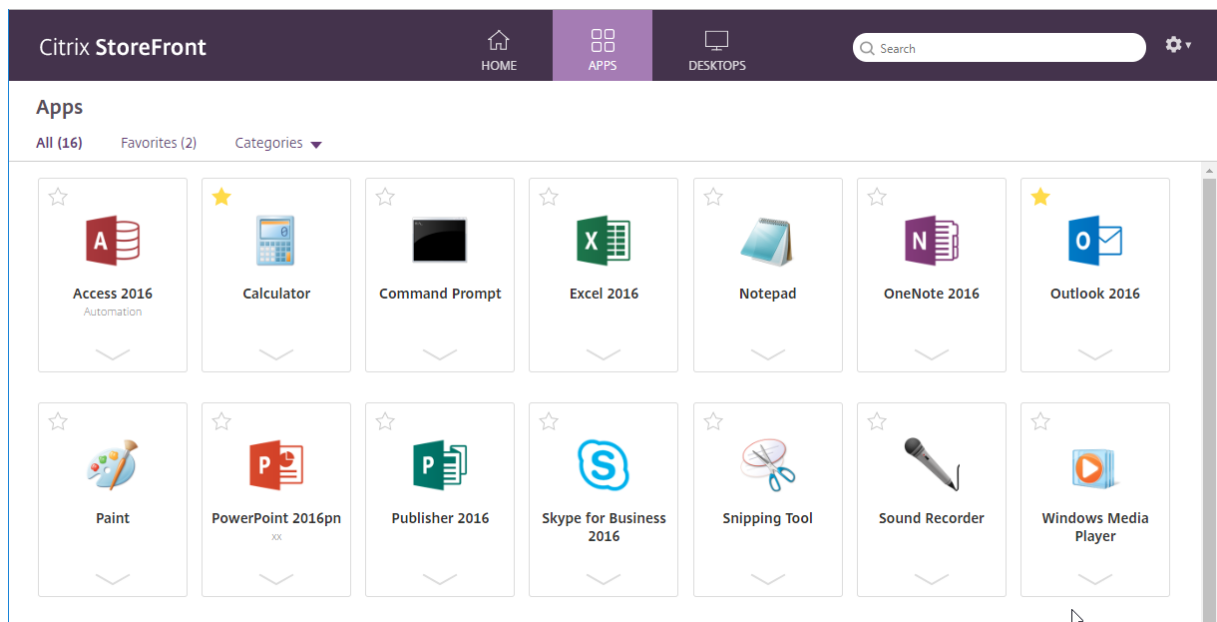 Citrix StoreFront
HOME
APPS
DESKTOPS
Search
Apps
All (16)
Favorites (2)
Categories
Access 2016
Automation
Calculator
Command Prompt
Excel 2016
Notepad
OneNote 2016
Outlook 2016
Paint
PowerPoint 2016pn
xx
Publisher 2016
Skype for Business
2016
Snipping Tool
Sound Recorder
Windows Media
Player